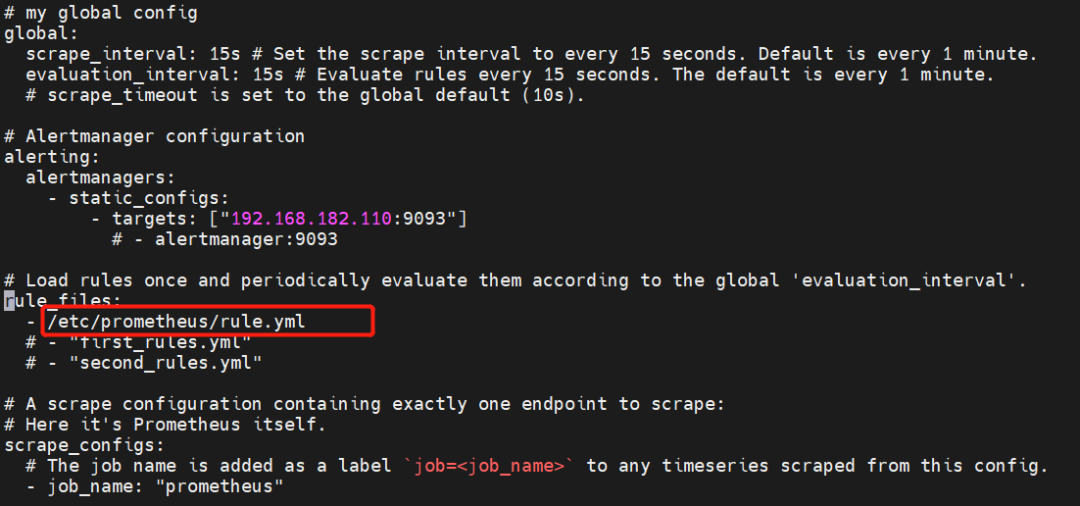 # my global config
global:
  scrape_interval: 15s # Set the scrape interval to every 15 seconds. Default is every 1 minute.
  evaluation_interval: 15s # Evaluate rules every 15 seconds. The default is every 1 minute.
  # scrape_timeout is set to the global default (10s).

# Alertmanager configuration
alerting:
  alertmanagers:
    - static_configs:
        - targets: ["192.168.182.110:9093"]
          # - alertmanager:9093

# Load rules once and periodically evaluate them according to the global 'evaluation_interval'.
rule_files:
  - /etc/prometheus/rule.yml
  # - "first_rules.yml"
  # - "second_rules.yml"

# A scrape configuration containing exactly one endpoint to scrape:
# Here it's Prometheus itself.
scrape_configs:
  # The job name is added as a label `job=<job_name>` to any timeseries scraped from this config.
  - job_name: "prometheus"